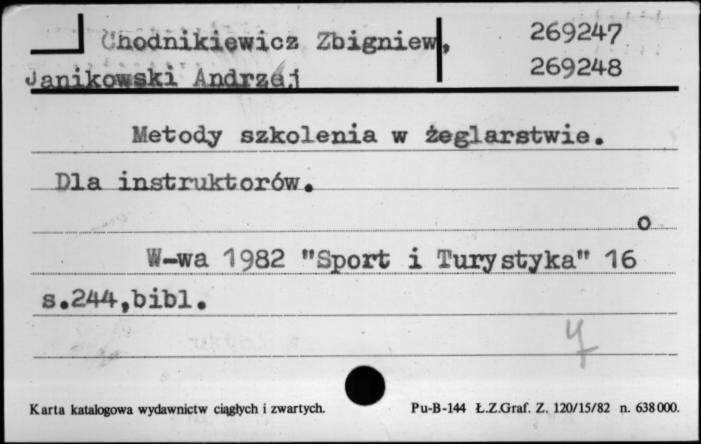 Chodnikiewicz Zbigniew, 269247
Janikowski Andrzej 269248
Metody szkolenia w żeglarstwie.
Dla instruktorów.
o
W-wa 1982 "Sport i Turystyka" 16
s.244,bibl.
Karta katalogowa wydawnictw ciągłych i zwartych. Pu-B-144 Ł.Z.Graf. Z. 120/15/82 n. 638000.